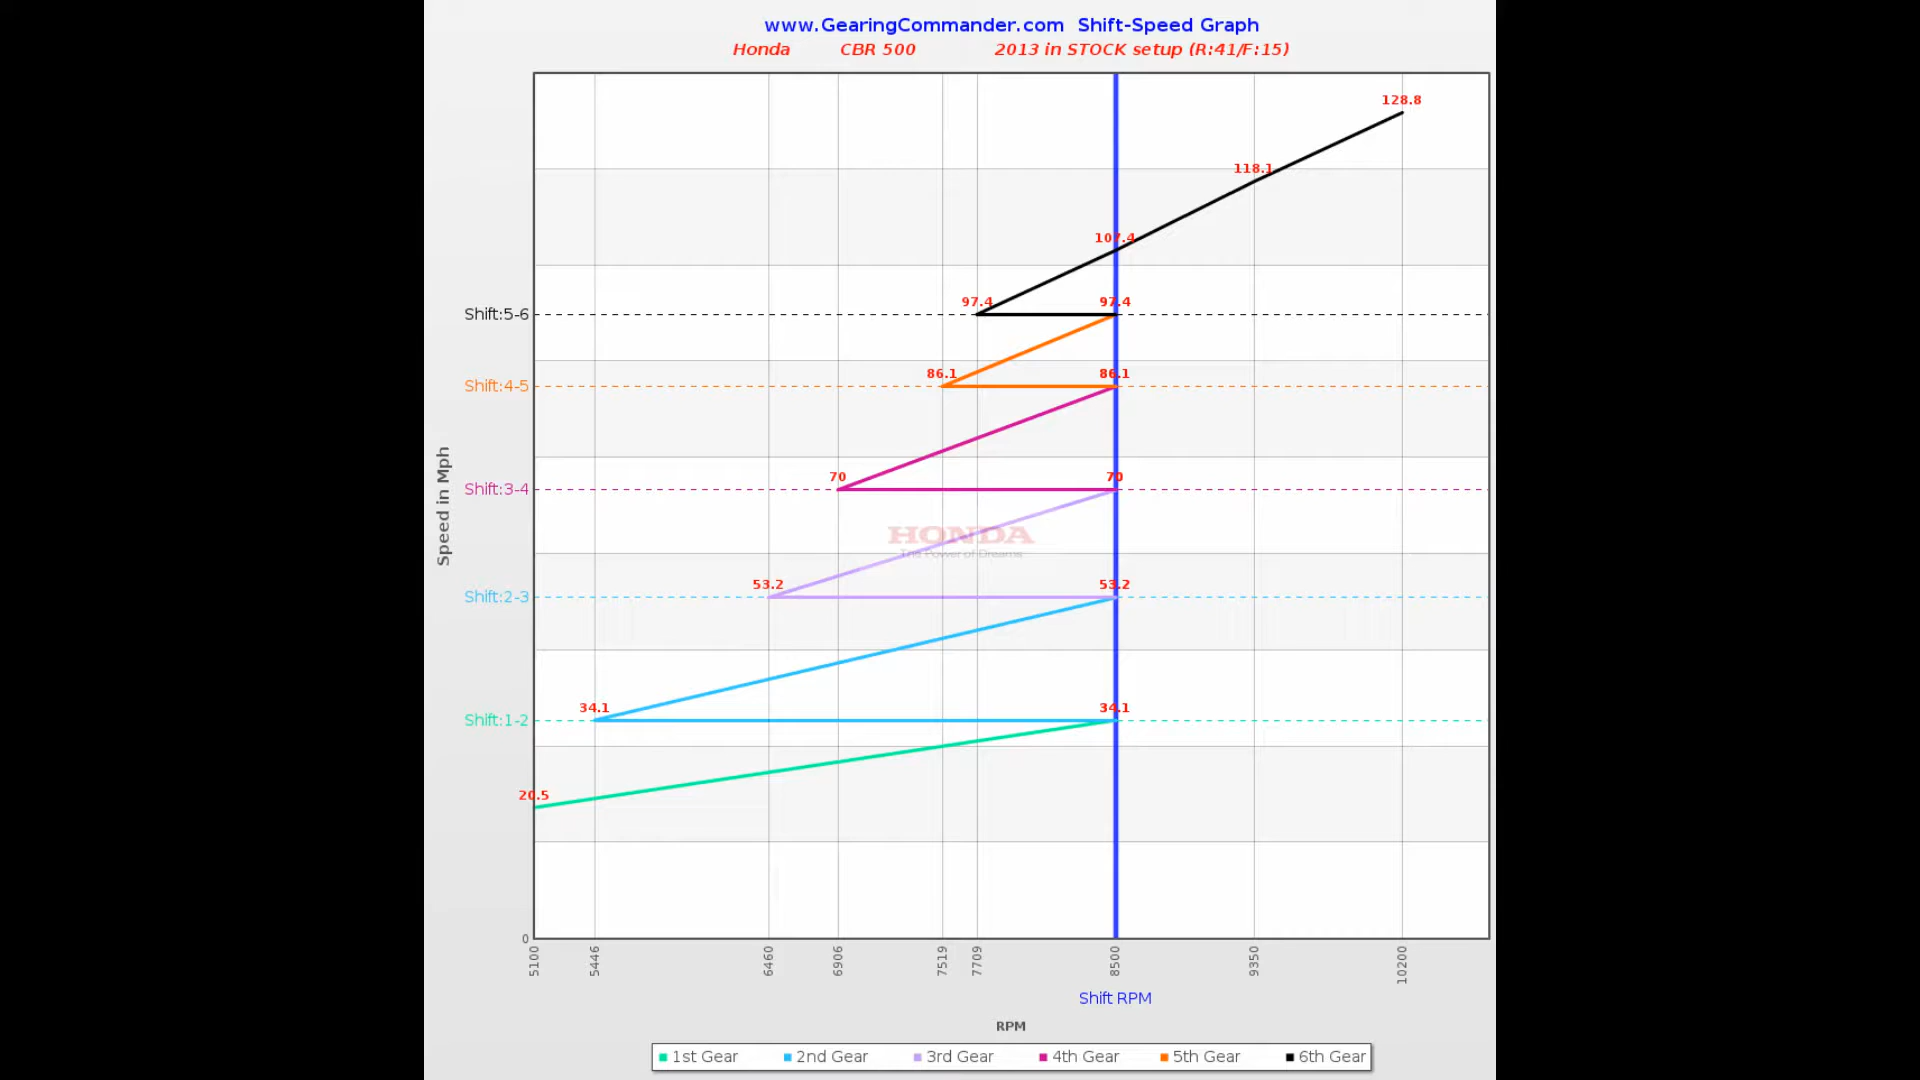 www.GearingCommander.com Shift-Speed Graph
Honda CBR 500 2013 in STOCK setup (R:41/F:15)
128.8
118.1
107.4
97.4 97.4
Shift:5-6
86.1 86.1
Shift:4-5
70 70
Shift:3-4
Speed in Mph
HONDA
The Power of Dreams
53.2 53.2
Shift:2-3
34.1 34.1
Shift:1-2
20.5
0
5100 5446 6460 6906 7519 7709 8500 9350 10200
Shift RPM
RPM
1st Gear 2nd Gear 3rd Gear 4th Gear 5th Gear 6th Gear